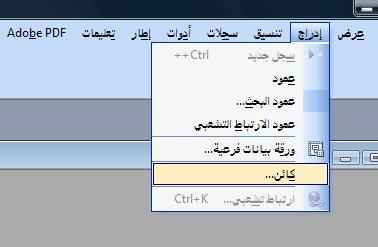 عرض إدراج تنسيق سجلات أدوات إطار تعليمات Adobe PDF
سجل جديد Ctrl ++
عمود
عمود البحث...
عمود الارتباط التشعبي
ورقة بيانات فرعية...
كائن...
ارتباط تشعبي... Ctrl+K